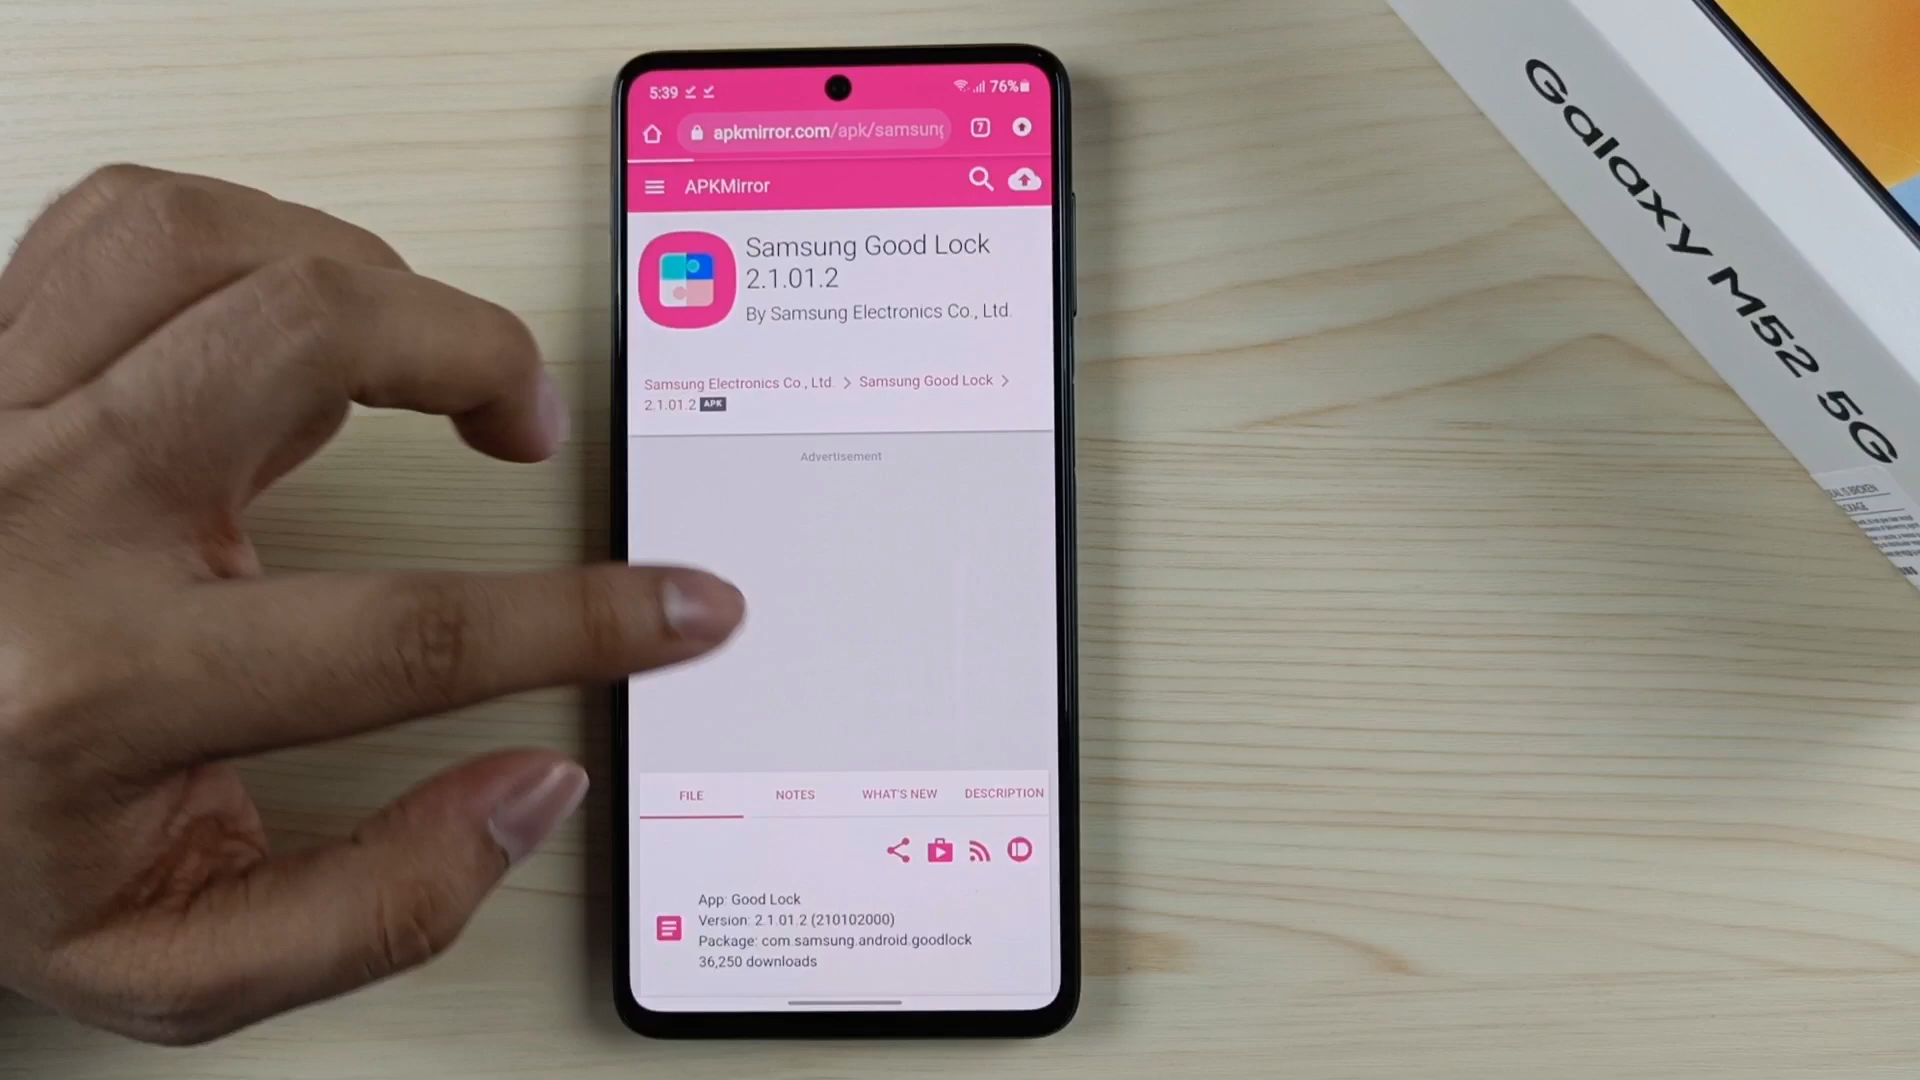 5:39
76%
apkmirror.com/apk/samsung
7
APKMirror
Samsung Good Lock
2.1.01.2
By Samsung Electronics Co., Ltd.
Samsung Electronics Co., Ltd. > Samsung Good Lock >
2.1.01.2 APK
Advertisement
FILE NOTES WHAT'S NEW DESCRIPTION
App: Good Lock
Version: 2.1.01.2 (210102000)
Package: com.samsung.android.goodlock
36,250 downloads
Galaxy M52 5G